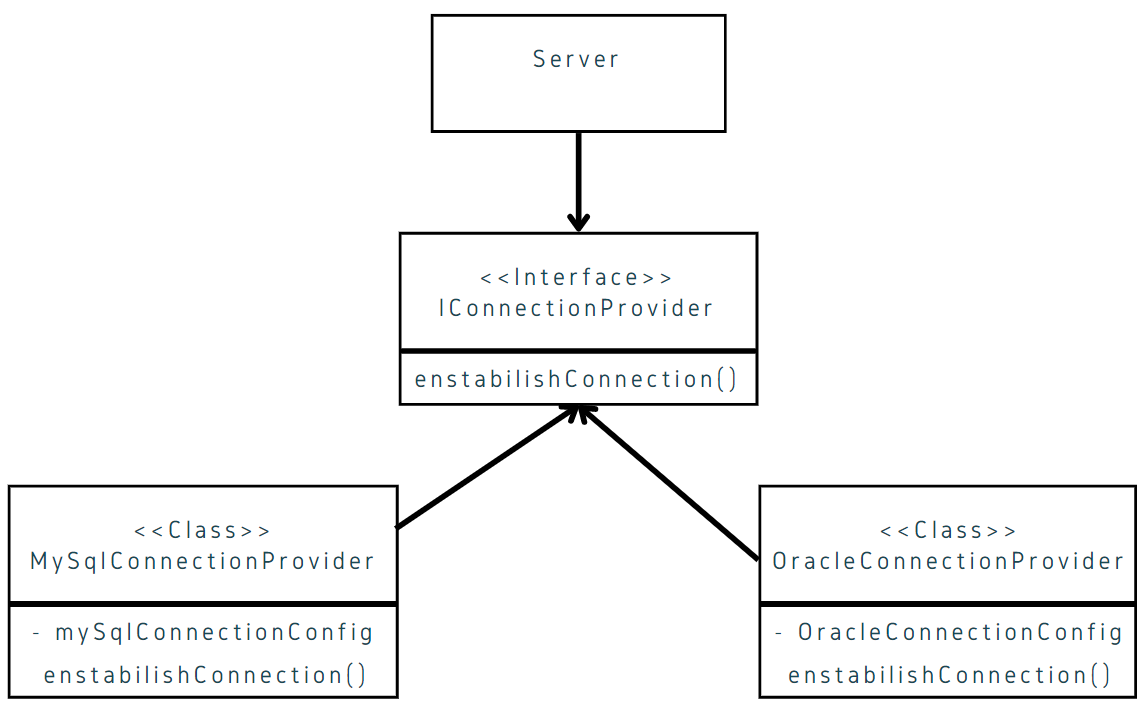 Server
<<Interface>>
IConnectionProvider
enstabilishConnection()
<<Class>>
MySqlConnectionProvider
- mySqlConnectionConfig
enstabilishConnection()
<<Class>>
OracleConnectionProvider
- OracleConnectionConfig
enstabilishConnection()